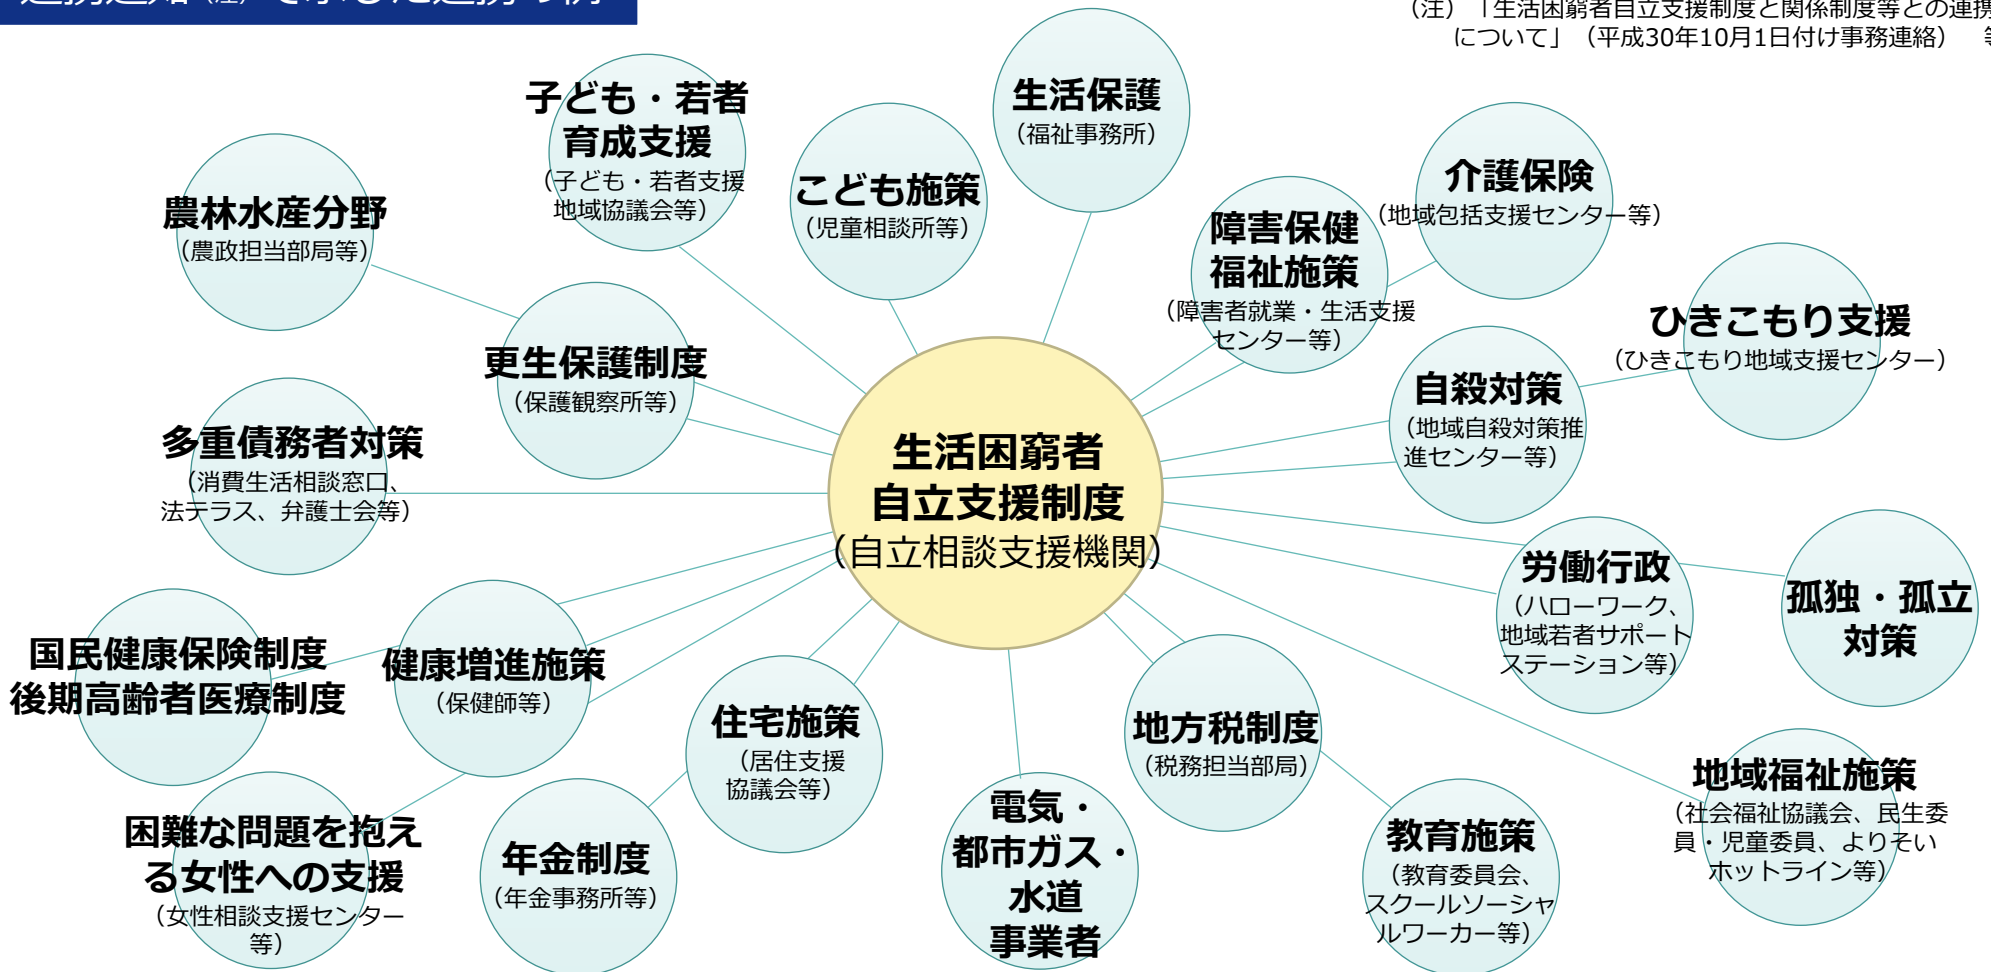 連携通知（注）で示した連携の例
（注）「生活困窮者自立支援制度と関係制度等との連携
について」（平成30年10月1日付け事務連絡）　等
生活保護
（福祉事務所）
子ども・若者
育成支援
（子ども・若者支援
地域協議会等）
こども施策
（児童相談所等）
介護保険
（地域包括支援センター等）
農林水産分野
（農政担当部局等）
障害保健
福祉施策
（障害者就業・生活支援
センター等）
ひきこもり支援
（ひきこもり地域支援センター）
更生保護制度
（保護観察所等）
自殺対策
（地域自殺対策推
進センター等）
多重債務者対策
（消費生活相談窓口、
法テラス、弁護士会等）
生活困窮者
自立支援制度
（自立相談支援機関）
労働行政
（ハローワーク、
地域若者サポート
ステーション等）
孤独・孤立
対策
国民健康保険制度
後期高齢者医療制度
健康増進施策
（保健師等）
住宅施策
（居住支援
協議会等）
地方税制度
（税務担当部局）
地域福祉施策
（社会福祉協議会、民生委
員・児童委員、よりそい
ホットライン等）
困難な問題を抱え
る女性への支援
（女性相談支援センター
等）
年金制度
（年金事務所等）
電気・
都市ガス・
水道
事業者
教育施策
（教育委員会、
スクールソーシャ
ルワーカー等）